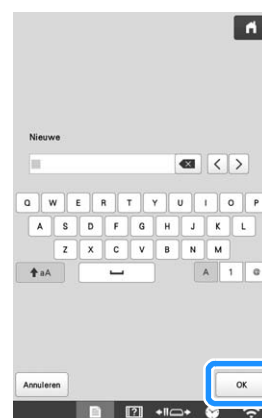 Nieuwe
Q W E R T Y U I O P
A S D F G H J K L
Z X C V B N M
aA A 1 @
Annuleren OK